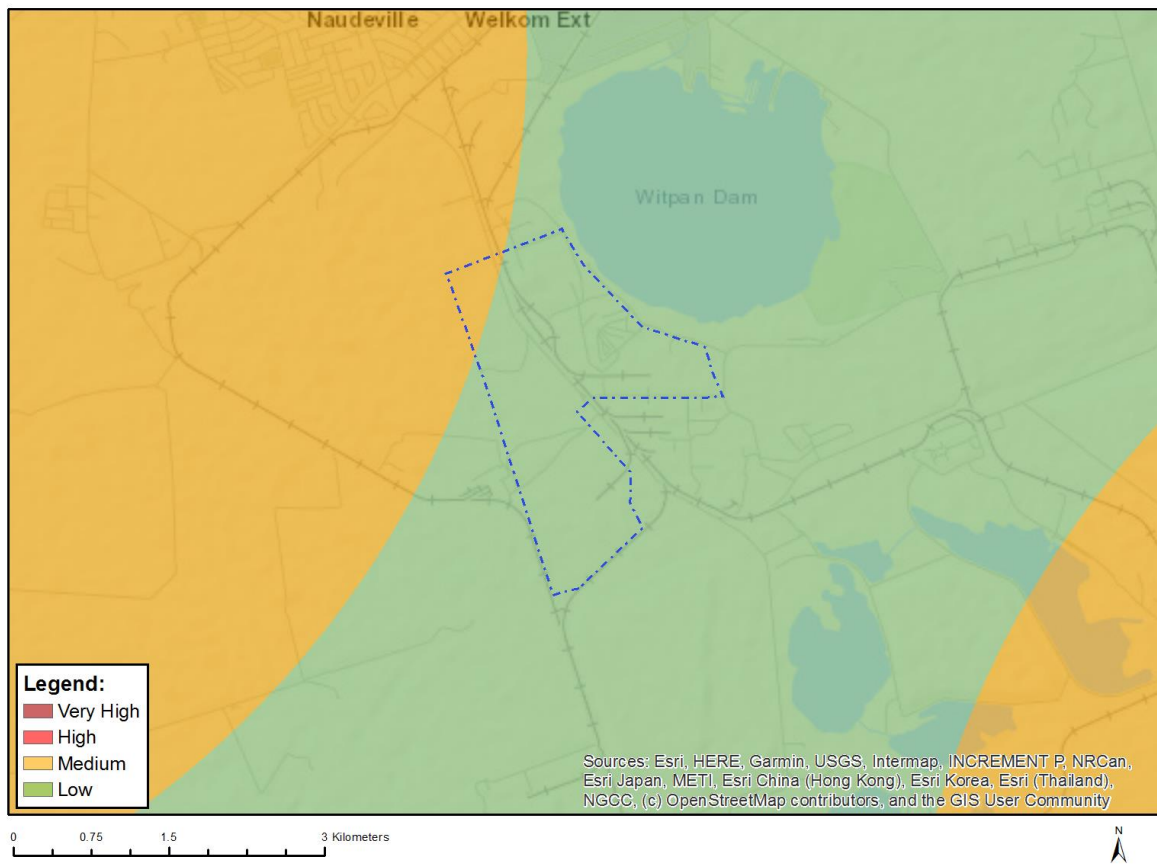 Naudeville Welkom Ext
Witpan Dam
Legend:
Very High
High
Medium
Low
Sources: Esri, HERE, Garmin, USGS, Intermap, INCREMENT P, NRCan,
Esri Japan, METI, Esri China (Hong Kong), Esri Korea, Esri (Thailand),
NGCC, (c) OpenStreetMap contributors, and the GIS User Community
0 0.75 1.5 3 Kilometers
N